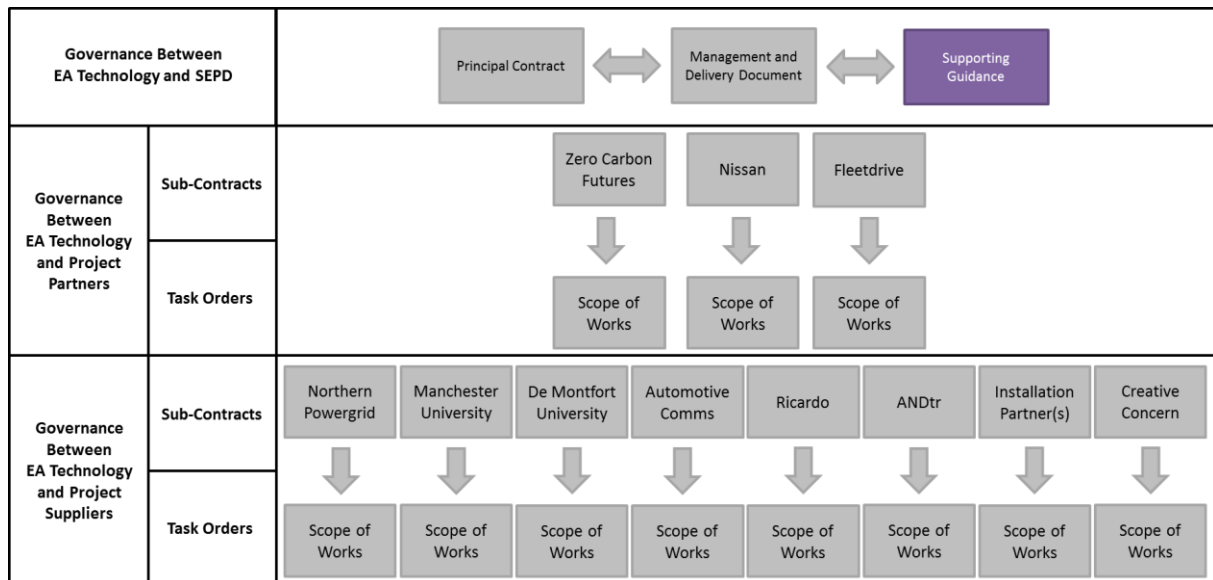 Governance Between
EA Technology and SEPD
Principal Contract
Management and
Delivery Document
Supporting
Guidance
Governance
Between
EA Technology
and Project
Partners
Sub-Contracts
Zero Carbon
Futures
Nissan
Fleetdrive
Task Orders
Scope of
Works
Scope of
Works
Scope of
Works
Governance
Between
EA Technology
and Project
Suppliers
Sub-Contracts
Northern
Powergrid
Manchester
University
De Montfort
University
Automotive
Comms
Ricardo
ANDtr
Installation
Partner(s)
Creative
Concern
Task Orders
Scope of
Works
Scope of
Works
Scope of
Works
Scope of
Works
Scope of
Works
Scope of
Works
Scope of
Works
Scope of
Works